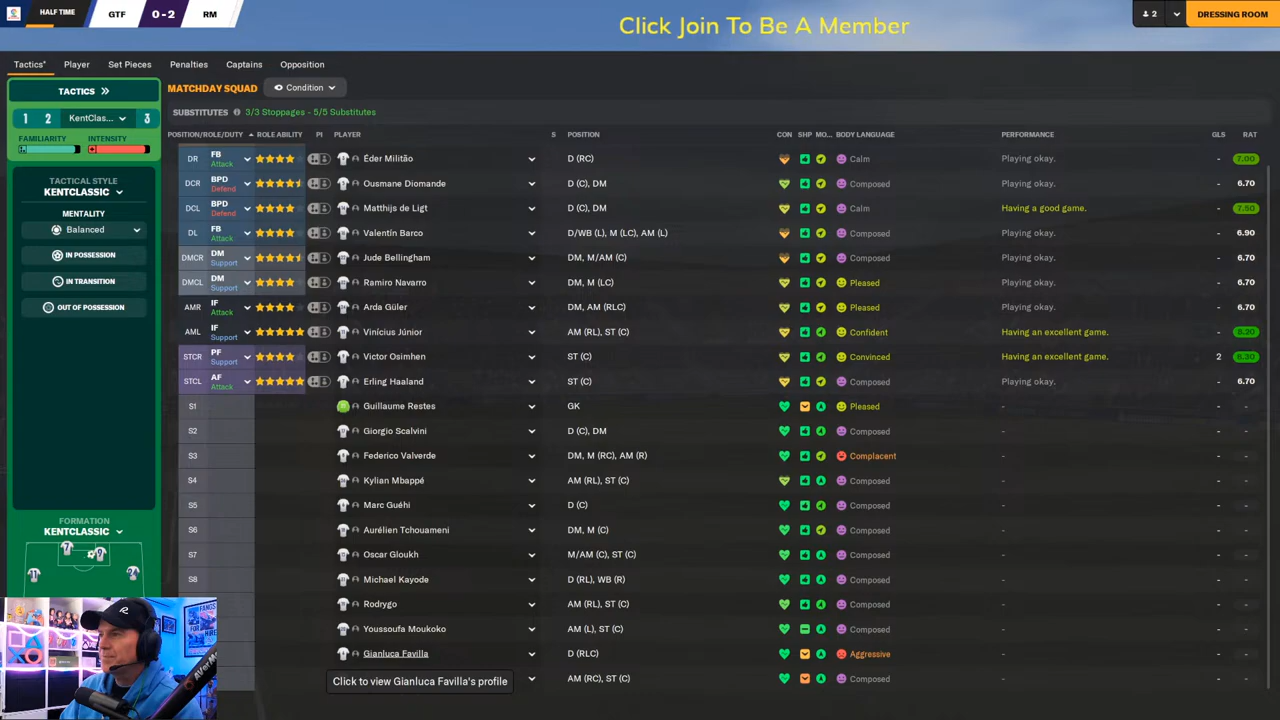 HALF TIME GTF 0 - 2 RM Click Join To Be A Member 2 DRESSING ROOM
Tactics* Player Set Pieces Penalties Captains Opposition
TACTICS
MATCHDAY SQUAD Condition
SUBSTITUTES 3/3 Stoppages - 5/5 Substitutes
1 2 KentClas... 3
FAMILIARITY INTENSITY
TACTICAL STYLE
KENTCLASSIC
MENTALITY
Balanced
IN POSSESSION
IN TRANSITION
OUT OF POSSESSION
FORMATION
KENTCLASSIC
7 9
11
POSITION/ROLE/DUTY ROLE ABILITY PI PLAYER S POSITION CON SHP MO... BODY LANGUAGE PERFORMANCE GLS RAT
DR FB Attack Éder Militão D (RC) Calm Playing okay. - 7.00
DCR BPD Defend Ousmane Diomande D (C), DM Composed Playing okay. - 6.70
DCL BPD Defend Matthijs de Ligt D (C), DM Calm Having a good game. - 7.50
DL FB Attack Valentín Barco D/WB (L), M (LC), AM (L) Composed Playing okay. - 6.90
DMCR DM Support Jude Bellingham DM, M/AM (C) Composed Playing okay. - 6.70
DMCL DM Support Ramiro Navarro DM, M (LC) Pleased Playing okay. - 6.70
AMR IF Attack Arda Güler DM, AM (RLC) Pleased Playing okay. - 6.70
AML IF Support Vinícius Júnior AM (RL), ST (C) Confident Having an excellent game. - 8.20
STCR PF Support Victor Osimhen ST (C) Convinced Having an excellent game. 2 8.30
STCL AF Attack Erling Haaland ST (C) Composed Playing okay. - 6.70
S1 Guillaume Restes GK Pleased - - -
S2 Giorgio Scalvini D (C), DM Composed - - -
S3 Federico Valverde DM, M (RC), AM (R) Complacent - - -
S4 Kylian Mbappé AM (RL), ST (C) Composed - - -
S5 Marc Guéhi D (C) Composed - - -
S6 Aurélien Tchouameni DM, M (C) Composed - - -
S7 Oscar Gloukh M/AM (C), ST (C) Composed - - -
S8 Michael Kayode D (RL), WB (R) Composed - - -
Rodrygo AM (RL), ST (C) Composed - - -
Youssoufa Moukoko AM (L), ST (C) Composed - - -
Gianluca Favilla D (RLC) Aggressive - - -
Click to view Gianluca Favilla's profile AM (RC), ST (C) Composed - - -